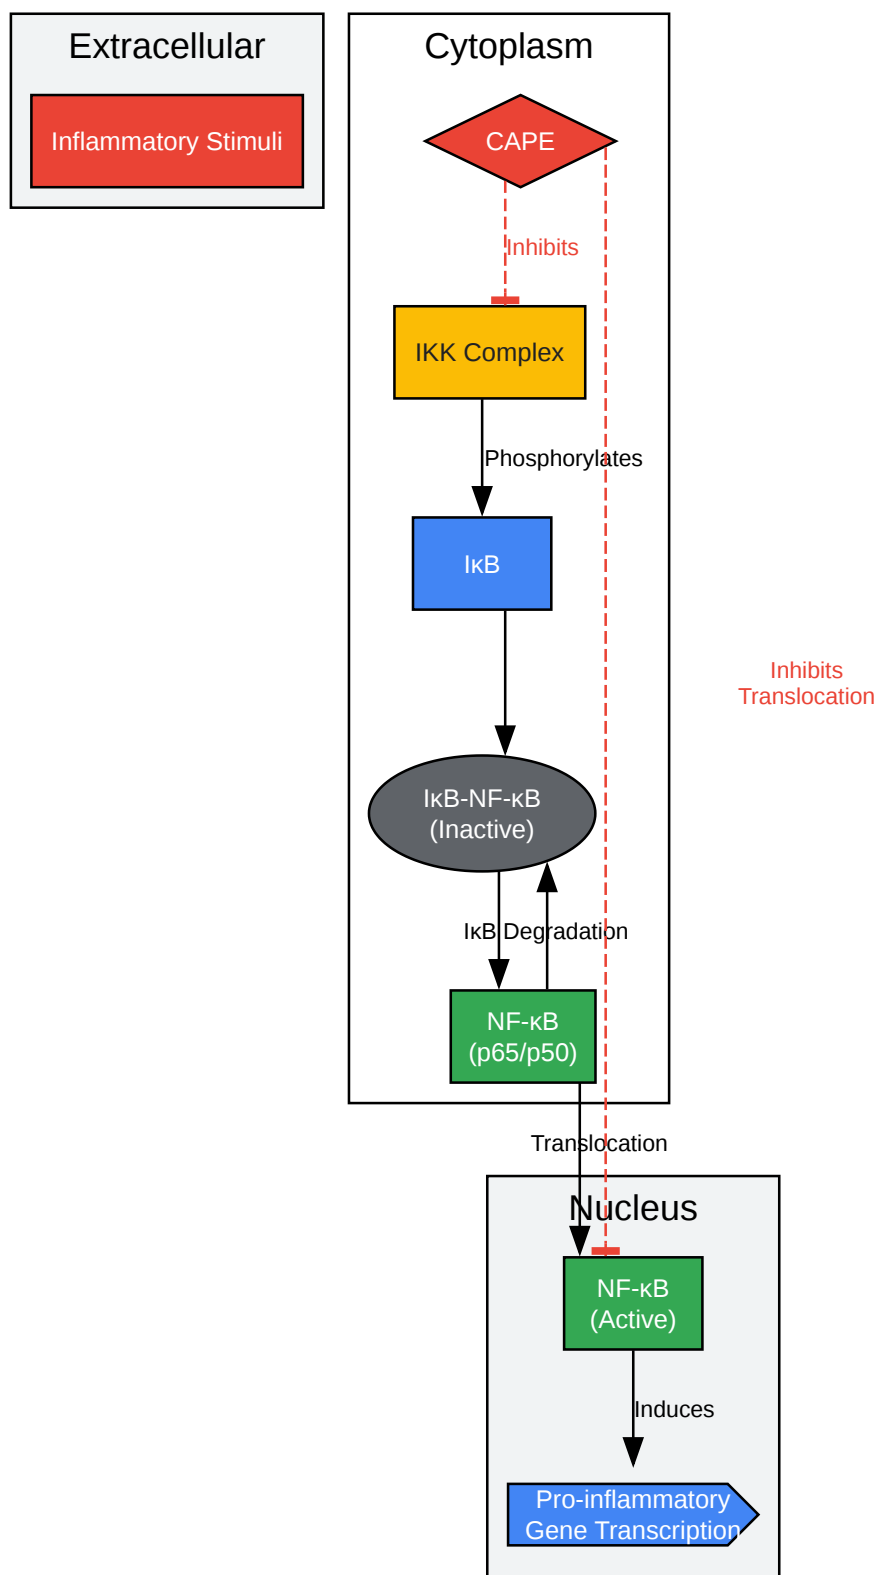 Extracellular
Inflammatory Stimuli
Cytoplasm
CAPE
Inhibits
IKK Complex
Phosphorylates
IκB
Inhibits
Translocation
IκB-NF-κB
(Inactive)
IκB Degradation
NF-κB
(p65/p50)
Translocation
Nucleus
NF-κB
(Active)
Induces
Pro-inflammatory
Gene Transcription